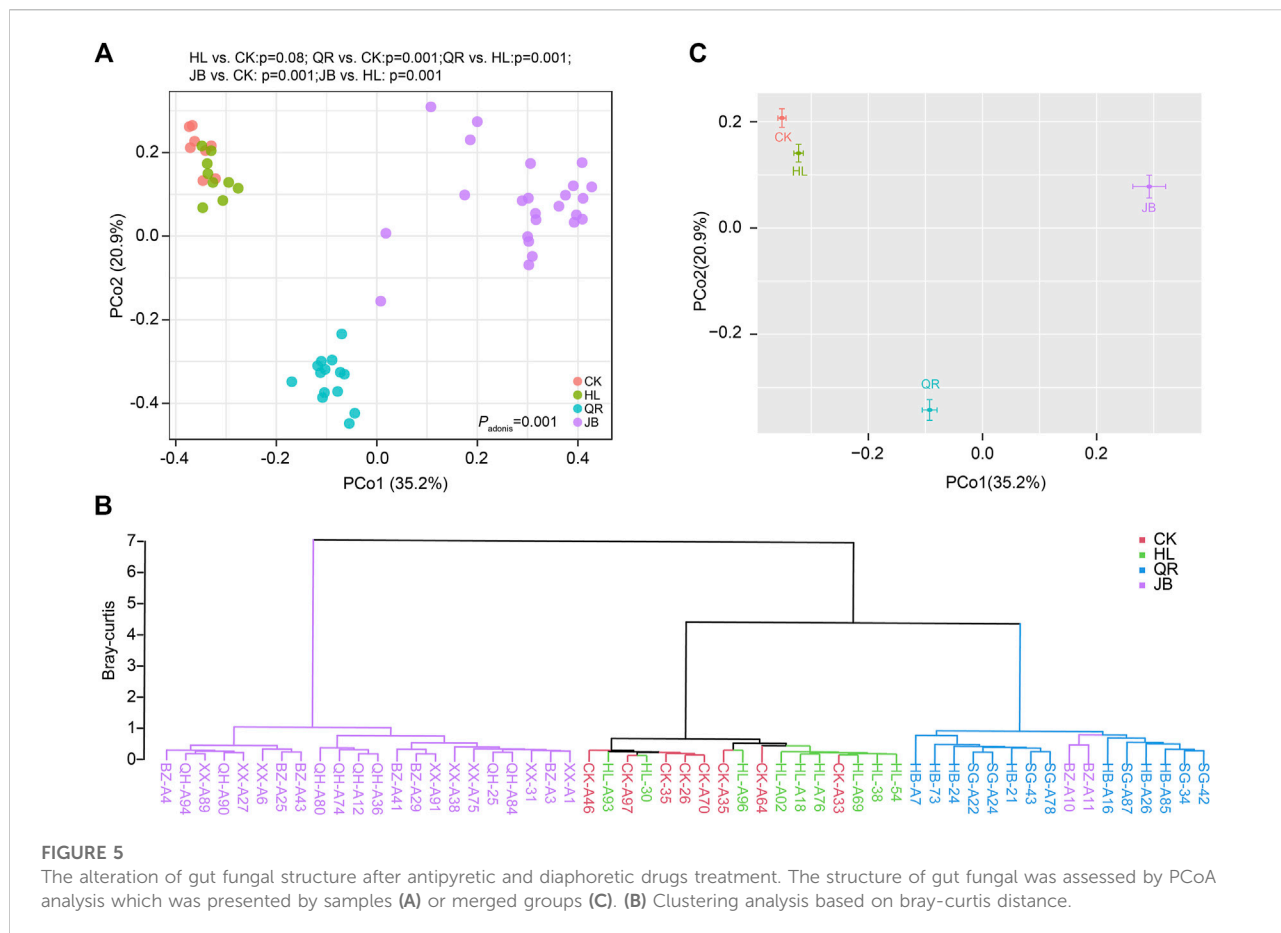 A
HL vs. CK:p=0.08; QR vs. CK:p=0.001;QR vs. HL:p=0.001;
JB vs. CK: p=0.001;JB vs. HL: p=0.001
0.2
0.0
-0.2
-0.4
PCo2 (20.9%)
CK
HL
QR
JB
Padonis=0.001
-0.4
-0.2
0.0
0.2
0.4
PCo1 (35.2%)
C
0.2
0.0
−0.2
PCo2(20.9%)
CK
HL
JB
QR
−0.2
0.0
0.2
PCo1(35.2%)
B
7
6
5
4
3
2
1
0
Bray-curtis
CK
HL
QR
JB
BZ-A4
QH-A94
XX-A89
QH-A90
XX-A27
XX-A6
BZ-A25
BZ-A43
QH-A80
QH-A74
QH-A12
QH-A36
BZ-A41
BZ-A29
XX-A91
XX-A38
XX-A75
QH-25
QH-A84
XX-31
BZ-A3
XX-A1
CK-A46
HL-A93
CK-A97
HL-30
CK-35
CK-26
CK-A70
CK-A35
HL-A96
CK-A64
HL-A02
HL-A18
HL-A76
CK-A33
HL-A69
HL-38
HL-54
HB-A7
HB-73
HB-24
SG-A22
SG-A24
HB-21
SG-43
SG-A78
BZ-A10
BZ-A11
HB-A16
SG-A87
HB-A26
HB-A85
SG-34
SG-42
FIGURE 5
The alteration of gut fungal structure after antipyretic and diaphoretic drugs treatment. The structure of gut fungal was assessed by PCoA
analysis which was presented by samples (A) or merged groups (C). (B) Clustering analysis based on bray-curtis distance.